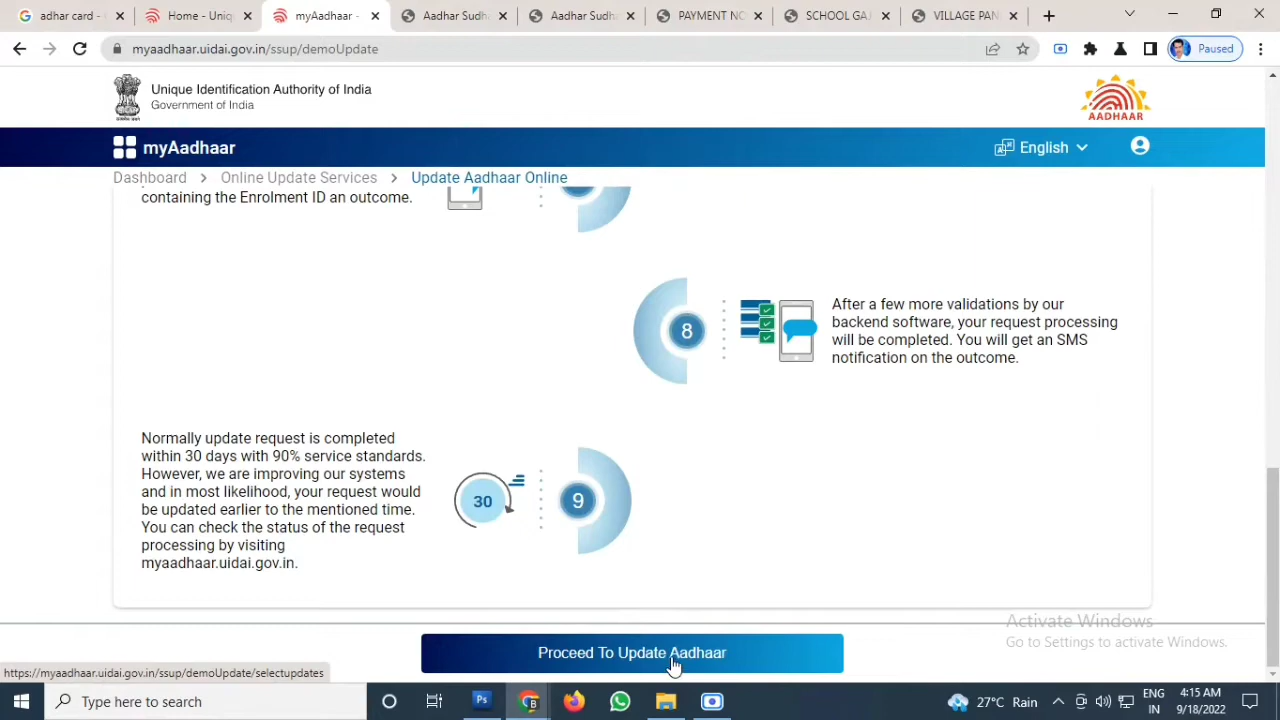 adhar card -
Home - Uniq
myAadhaar -
Aadhar Sudh
Aadhar Sudh
PAYMENT NO
SCHOOL GA
VILLAGE PAN
myaadhaar.uidai.gov.in/ssup/demoUpdate
Paused
Unique Identification Authority of India
Government of India
AADHAAR
myAadhaar
English
Dashboard > Online Update Services > Update Aadhaar Online
containing the Enrolment ID an outcome.
8
After a few more validations by our
backend software, your request processing
will be completed. You will get an SMS
notification on the outcome.
Normally update request is completed
within 30 days with 90% service standards.
However, we are improving our systems
and in most likelihood, your request would
be updated earlier to the mentioned time.
You can check the status of the request
processing by visiting
myaadhaar.uidai.gov.in.
30
9
Activate Windows
Go to Settings to activate Windows.
Proceed To Update Aadhaar
https://myaadhaar.uidai.gov.in/ssup/demoUpdate/selectupdates
Type here to search
Ps
27°C Rain
ENG
IN
4:15 AM
9/18/2022